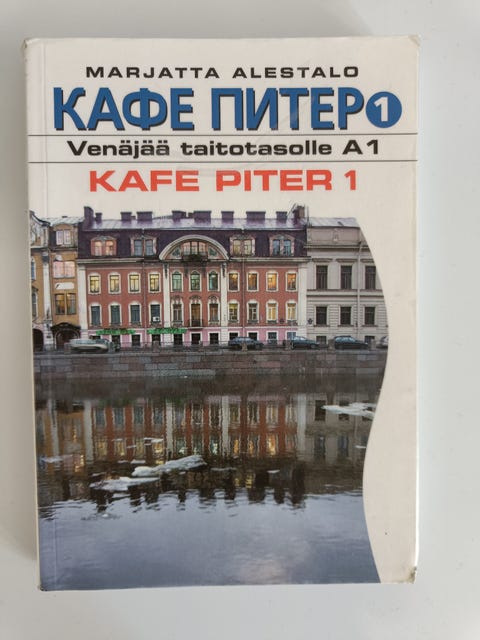 MARJATTA ALESTALO
КАФЕ ПИТЕР 1
Venäjää taitotasolle A1
KAFE PITER 1